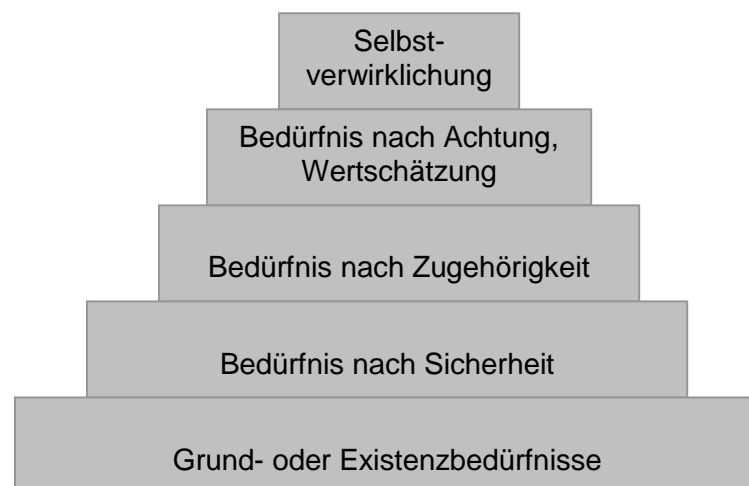 Selbst-
verwirklichung
Bedürfnis nach Achtung,
Wertschätzung
Bedürfnis nach Zugehörigkeit
Bedürfnis nach Sicherheit
Grund- oder Existenzbedürfnisse